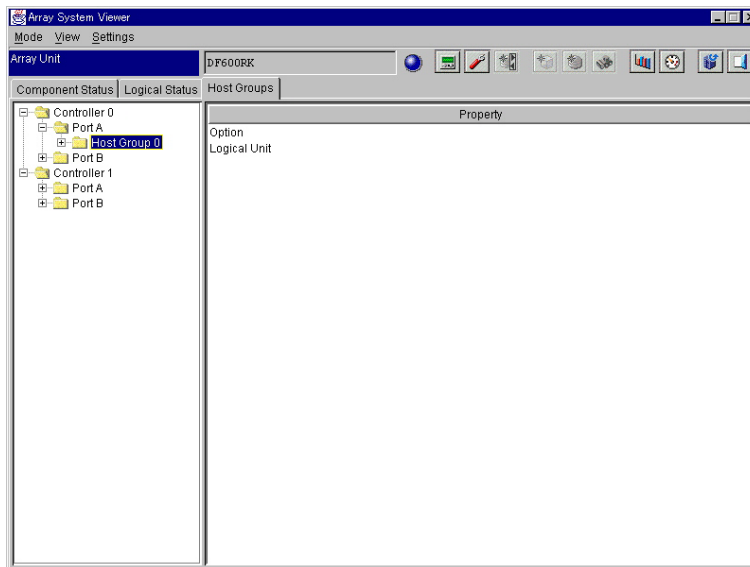 Array System Viewer
Mode View Settings
Array Unit
DF600RK
Component Status Logical Status Host Groups
Controller 0
Port A
Host Group 0
Port B
Controller 1
Port A
Port B
Property
Option
Logical Unit